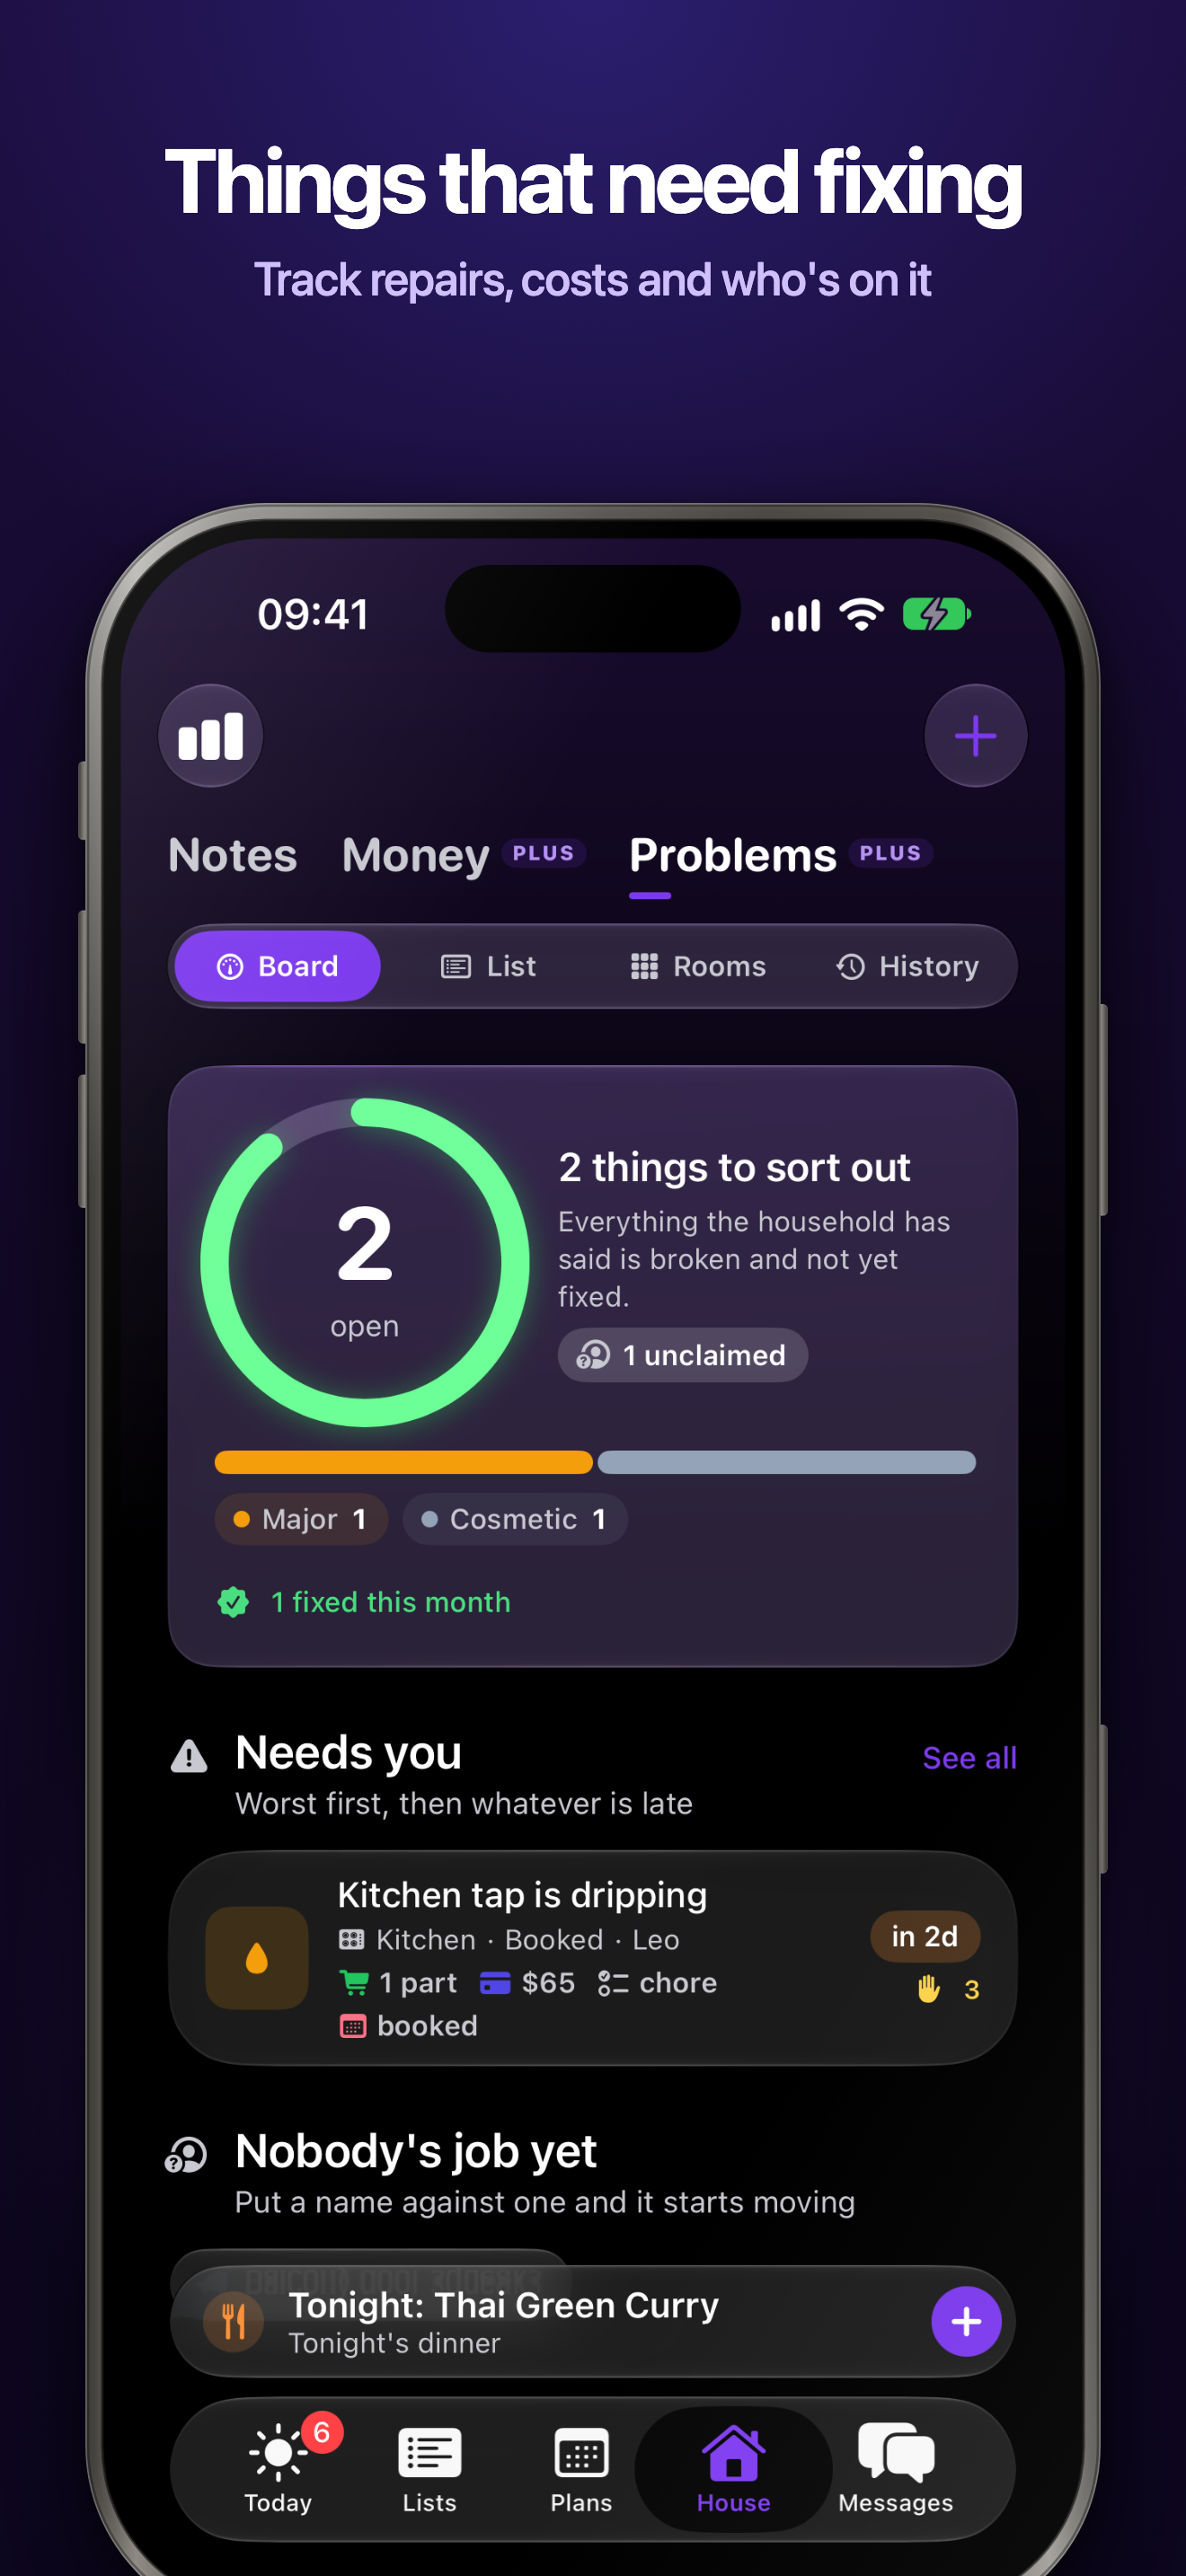 Things that need fixing
Track repairs, costs and who's on it
09:41
Notes Money PLUS Problems PLUS
Board List Rooms History
2
open
2 things to sort out
Everything the household has
said is broken and not yet
fixed.
1 unclaimed
Major 1 Cosmetic 1
1 fixed this month
Needs you
See all
Worst first, then whatever is late
Kitchen tap is dripping
Kitchen · Booked · Leo
1 part $65 chore
booked
in 2d
3
Nobody's job yet
Put a name against one and it starts moving
Tonight: Thai Green Curry
Tonight's dinner
6
Today Lists Plans House Messages